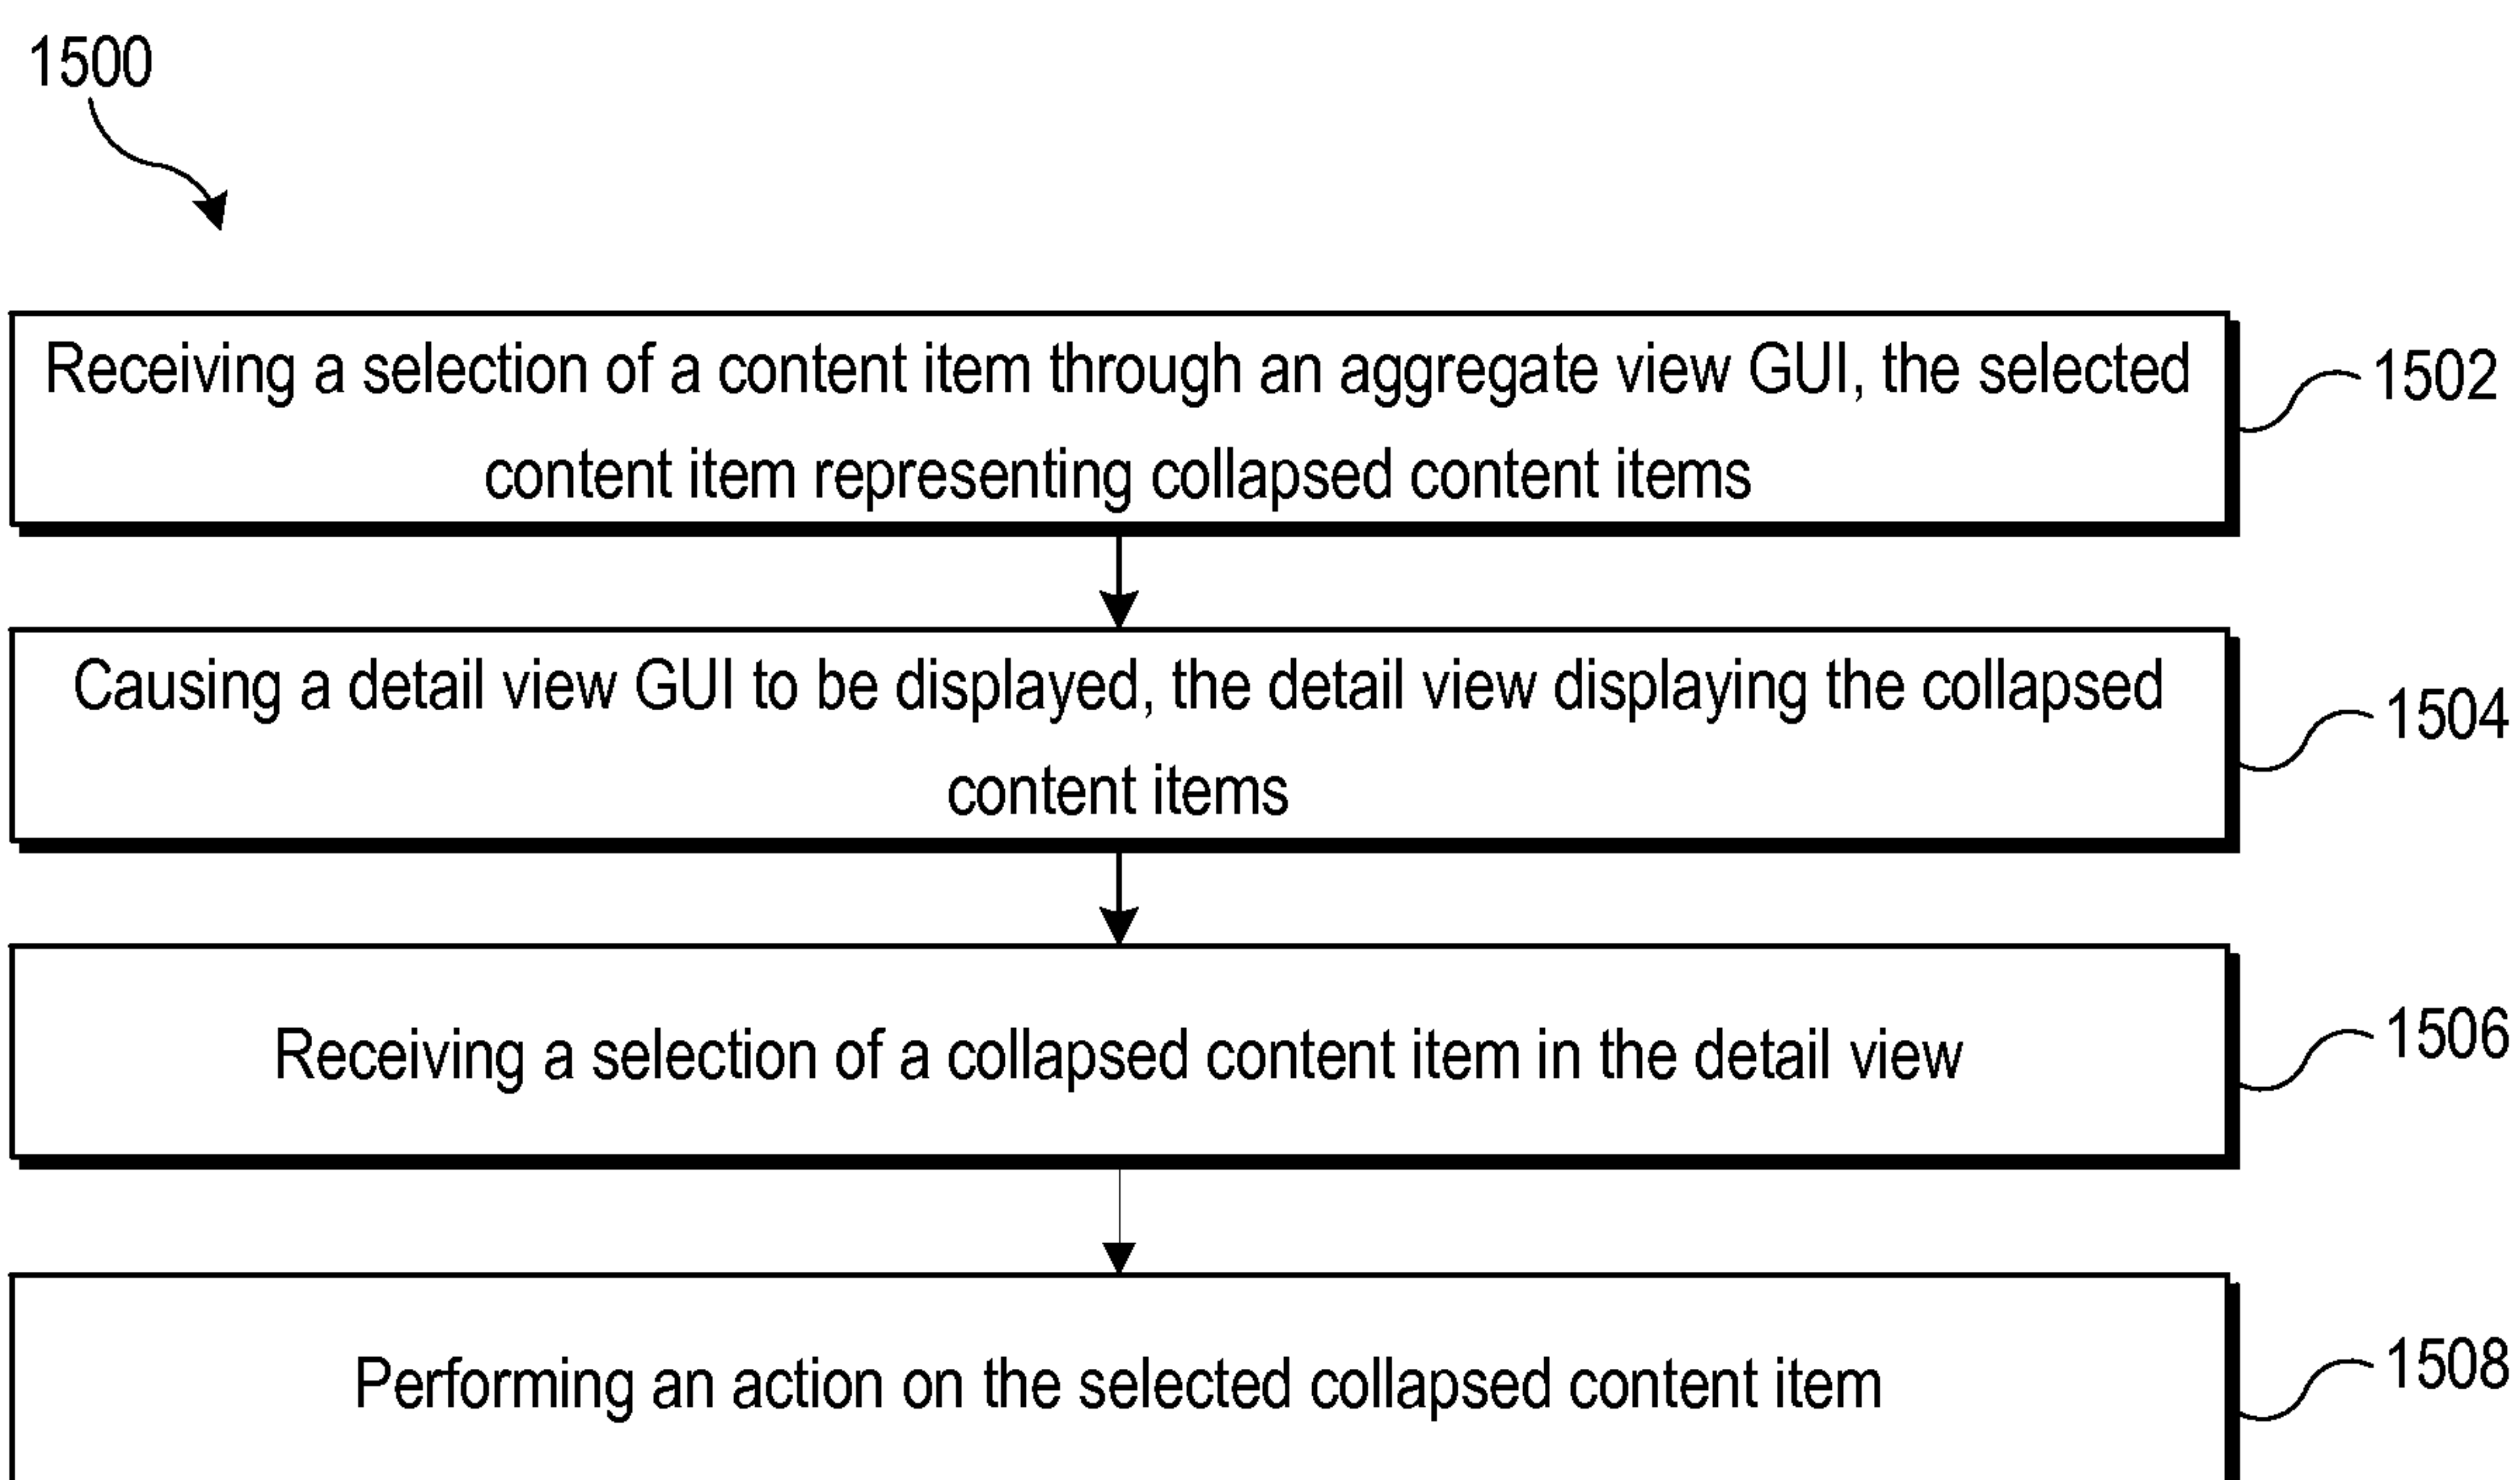 1500
Receiving a selection of a content item through an aggregate view GUI, the selected
content item representing collapsed content items
1502
Causing a detail view GUI to be displayed, the detail view displaying the collapsed
content items
1504
Receiving a selection of a collapsed content item in the detail view
1506
Performing an action on the selected collapsed content item
1508